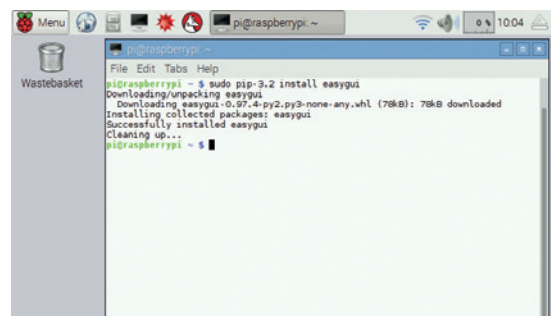 Menu
pi@raspberrypi: ~
10:04
0 %
Wastebasket
pi@raspberrypi: ~
File Edit Tabs Help
pi@raspberrypi ~ $ sudo pip-3.2 install easygui
Downloading/unpacking easygui
Downloading easygui-0.97.4-py2.py3-none-any.whl (78kB): 78kB downloaded
Installing collected packages: easygui
Successfully installed easygui
Cleaning up...
pi@raspberrypi ~ $